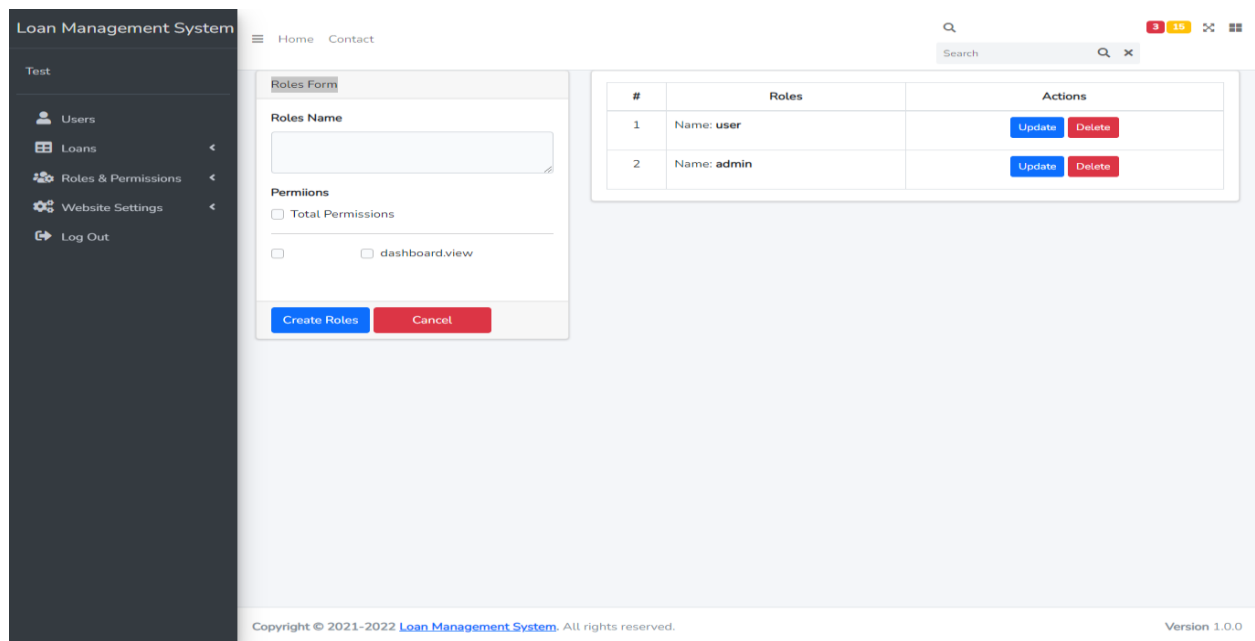 Loan Management System
Test
Users
Loans
Roles & Permissions
Website Settings
Log Out
Home Contact
Search
3 15
Roles Form
Roles Name
Permiions
Total Permissions
dashboard.view
Create Roles Cancel
# Roles Actions
1 Name: user Update Delete
2 Name: admin Update Delete
Copyright © 2021-2022 Loan Management System. All rights reserved.
Version 1.0.0